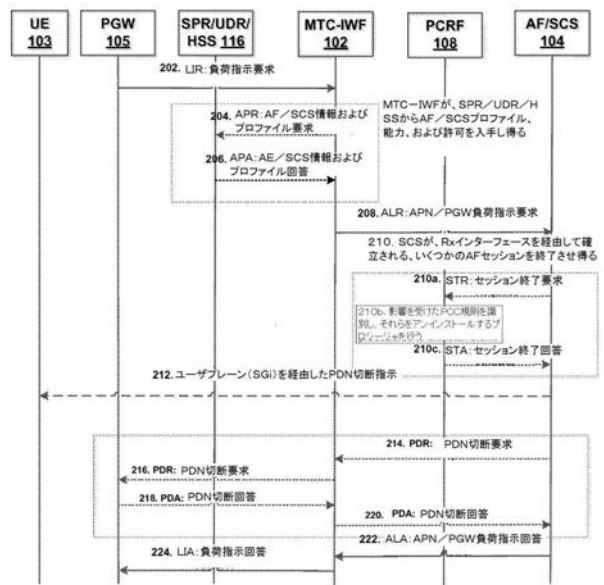 UE
103
PGW
105
SPR/UDR/
HSS 116
MTC-IWF
102
PCRF
108
AF/SCS
104
202. LIR:負荷指示要求
204. APR:AF/SCS情報および
プロファイル要求
MTC-IWFが、SPR/UDR/H
SSからAF/SCSプロファイル、
能力、および許可を入手し得る
206. APA:AE/SCS情報および
プロファイル回答
208. ALR:APN/PGW負荷指示要求
210. SCSが、Rxインターフェースを経由して確
立される、いくつかのAFセッションを終了させ得る
210a. STR:セッション終了要求
210b. 影響を受けたPCC規則を識
別し、それらをアンインストールするプ
ロシージャを行う
210c. STA:セッション終了回答
212.ユーザプレーン(SGi)を経由したPDN切断指示
214. PDR: PDN切断要求
216. PDR: PDN切断要求
218. PDA: PDN切断回答
220. PDA: PDN切断回答
222. ALA:APN/PGW負荷指示回答
224. LIA:負荷指示回答